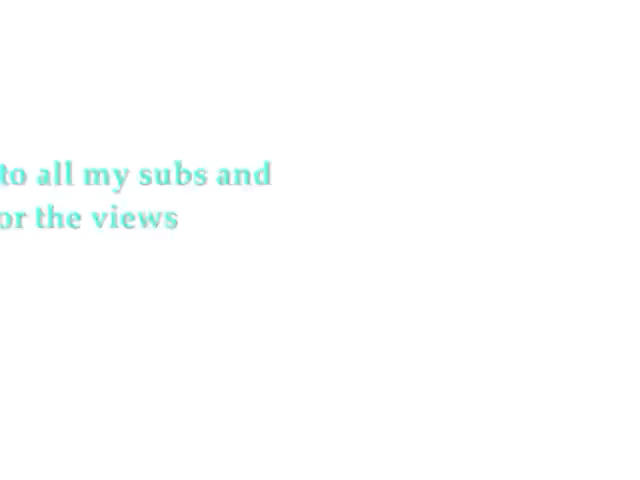 to all my subs and
or the views